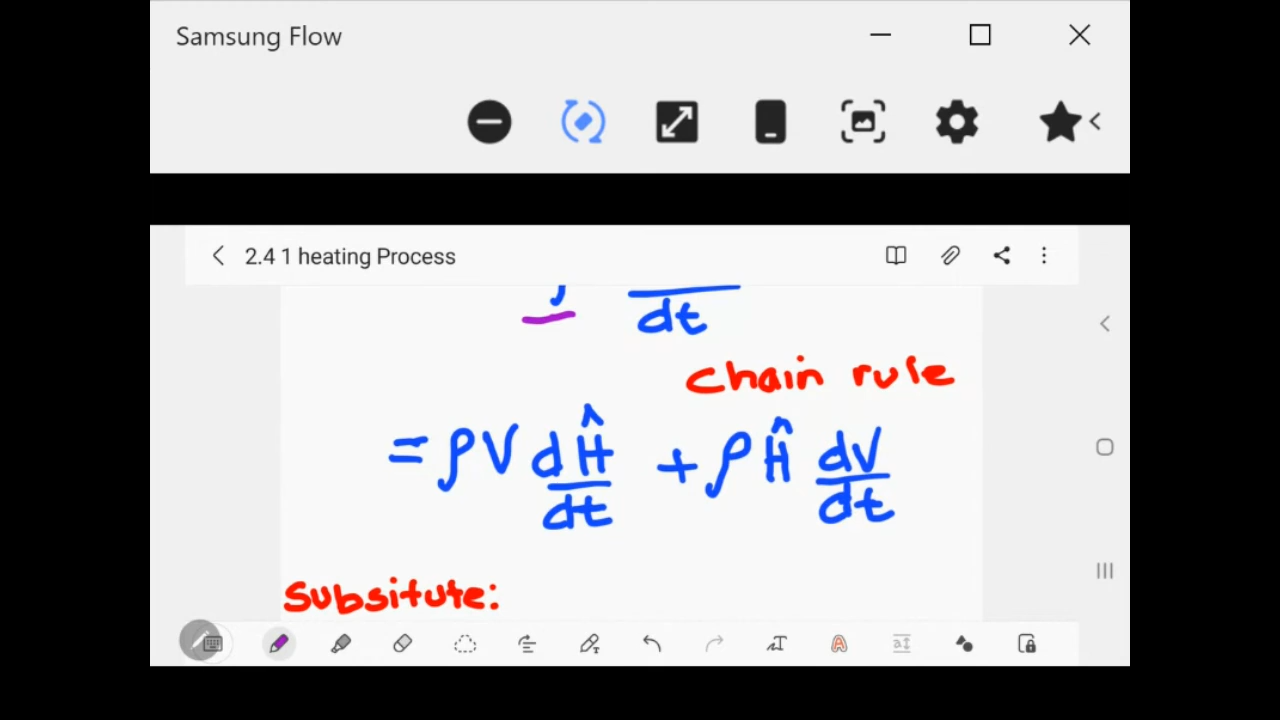 Samsung Flow
2.4 1 heating Process
dt
Chain rule
= ρV dĤ/dt + ρĤ dV/dt
Subsitute: